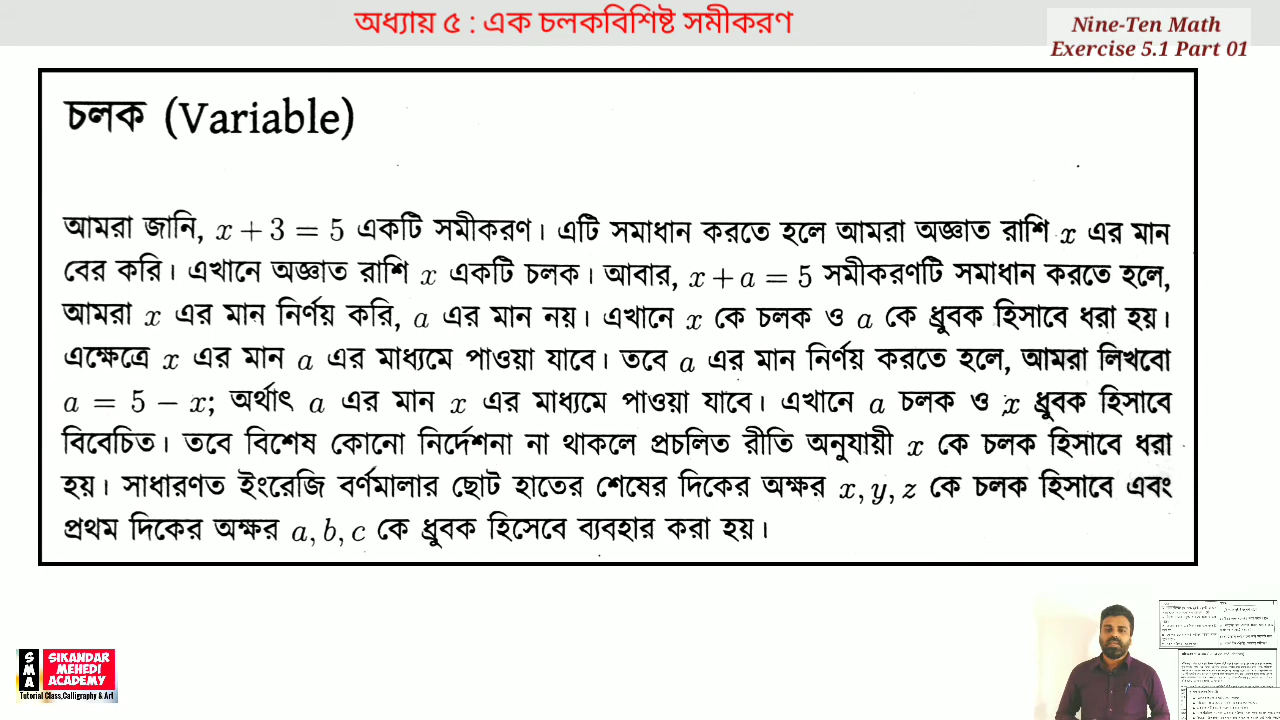 অধ্যায় ৫ : এক চলকবিশিষ্ট সমীকরণ
Nine-Ten Math
Exercise 5.1 Part 01
চলক (Variable)
আমরা জানি, x + 3 = 5 একটি সমীকরণ। এটি সমাধান করতে হলে আমরা অজ্ঞাত রাশি x এর মান
বের করি। এখানে অজ্ঞাত রাশি x একটি চলক। আবার, x + a = 5 সমীকরণটি সমাধান করতে হলে,
আমরা x এর মান নির্ণয় করি, a এর মান নয়। এখানে x কে চলক ও a কে ধ্রুবক হিসাবে ধরা হয়।
এক্ষেত্রে x এর মান a এর মাধ্যমে পাওয়া যাবে। তবে a এর মান নির্ণয় করতে হলে, আমরা লিখবো
a = 5 − x; অর্থাৎ a এর মান x এর মাধ্যমে পাওয়া যাবে। এখানে a চলক ও x ধ্রুবক হিসাবে
বিবেচিত। তবে বিশেষ কোনো নির্দেশনা না থাকলে প্রচলিত রীতি অনুযায়ী x কে চলক হিসাবে ধরা
হয়। সাধারণত ইংরেজি বর্ণমালার ছোট হাতের শেষের দিকের অক্ষর x, y, z কে চলক হিসাবে এবং
প্রথম দিকের অক্ষর a, b, c কে ধ্রুবক হিসেবে ব্যবহার করা হয়।
SMA
SIKANDAR
MEHEDI
ACADEMY
Tutorial Class,Calligraphy & Art